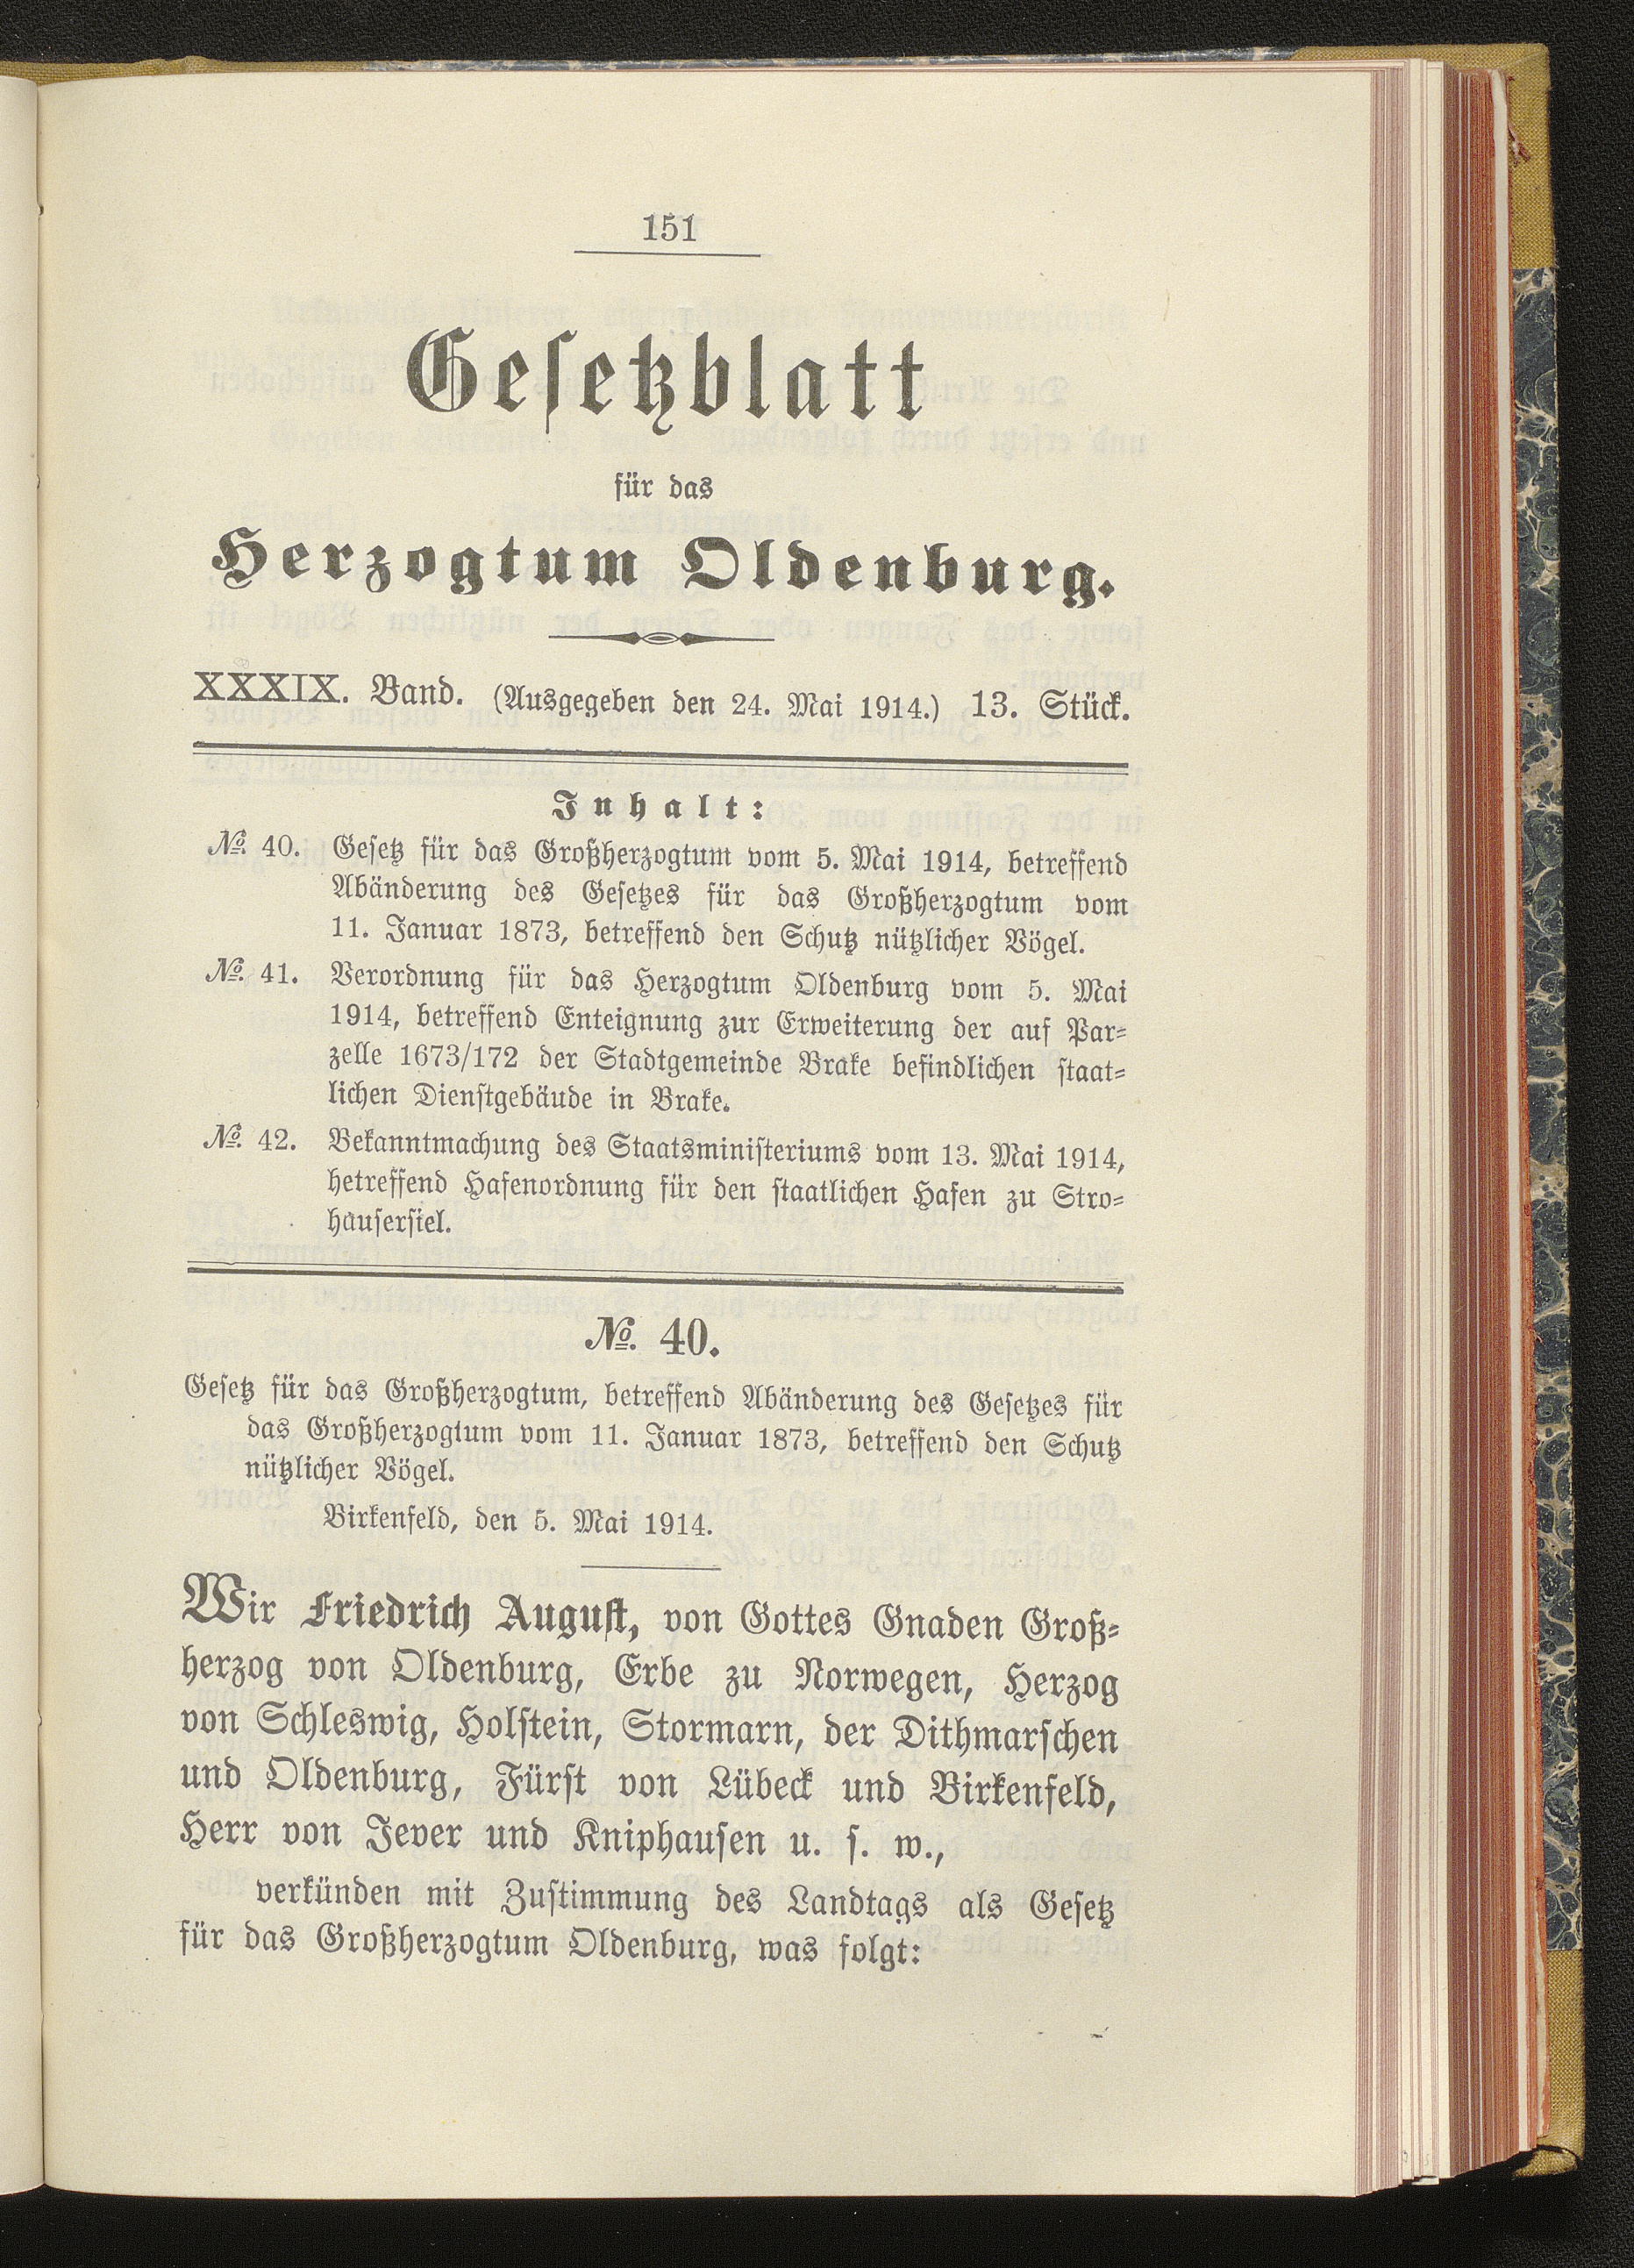 151
Gesetzblatt
für das
Herzogtum Oldenburg.
XXXIX. Band. (Ausgegeben den 24. Mai 1914.) 13. Stück.
Inhalt:
№. 40. Gesetz für das Großherzogtum vom 5. Mai 1914, betreffend
Abänderung des Gesetzes für das Großherzogtum vom
11. Januar 1873, betreffend den Schutz nützlicher Vögel.
№. 41. Verordnung für das Herzogtum Oldenburg vom 5. Mai
1914, betreffend Enteignung zur Erweiterung der auf Par-
zelle 1673/172 der Stadtgemeinde Brake befindlichen staat-
lichen Dienstgebäude in Brake.
№. 42. Bekanntmachung des Staatsministeriums vom 13. Mai 1914,
hetreffend Hafenordnung für den staatlichen Hafen zu Stro-
hausersiel.
№. 40.
Gesetz für das Großherzogtum, betreffend Abänderung des Gesetzes für
das Großherzogtum vom 11. Januar 1873, betreffend den Schutz
nützlicher Vögel.
Birkenfeld, den 5. Mai 1914.
Wir Friedrich August, von Gottes Gnaden Groß-
herzog von Oldenburg, Erbe zu Norwegen, Herzog
von Schleswig, Holstein, Stormarn, der Dithmarschen
und Oldenburg, Fürst von Lübeck und Birkenfeld,
Herr von Jever und Kniphausen u. s. w.,
verkünden mit Zustimmung des Landtags als Gesetz
für das Großherzogtum Oldenburg, was folgt: